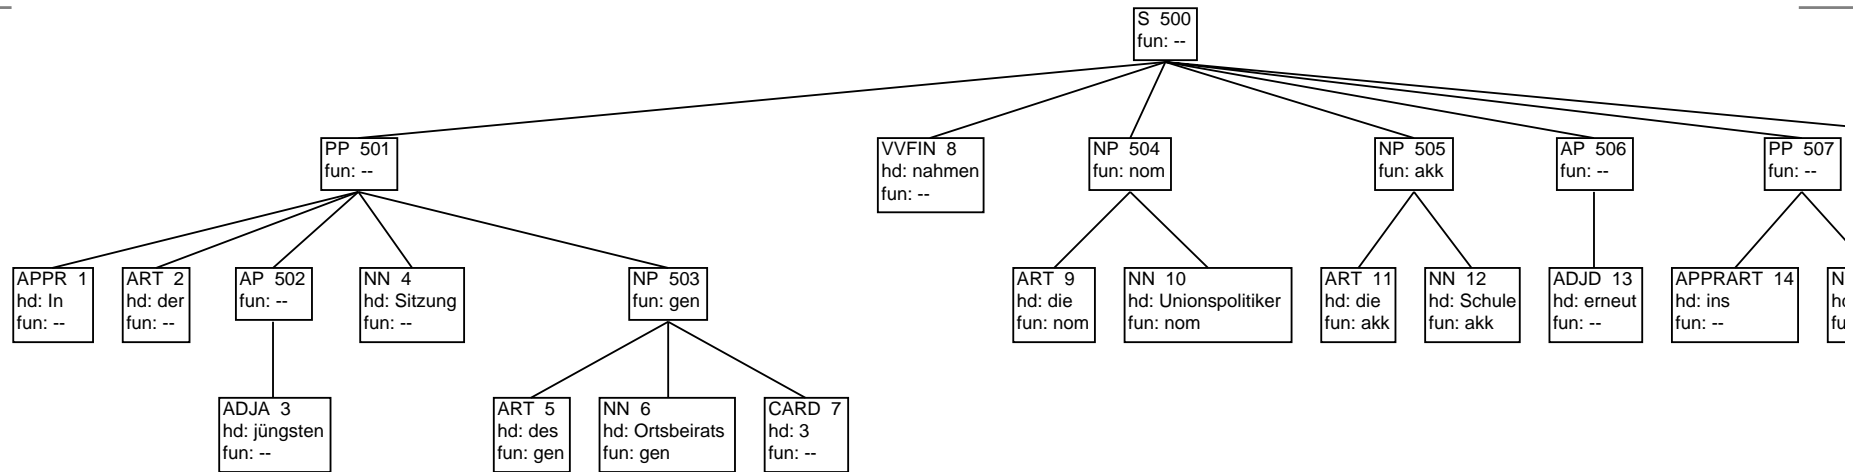 S 500
fun: --
PP 501
fun: --
VVFIN 8
hd: nahmen
fun: --
NP 504
fun: nom
NP 505
fun: akk
AP 506
fun: --
PP 507
fun: --
APPR 1
hd: In
fun: --
ART 2
hd: der
fun: --
AP 502
fun: --
NN 4
hd: Sitzung
fun: --
NP 503
fun: gen
ART 9
hd: die
fun: nom
NN 10
hd: Unionspolitiker
fun: nom
ART 11
hd: die
fun: akk
NN 12
hd: Schule
fun: akk
ADJD 13
hd: erneut
fun: --
APPRART 14
hd: ins
fun: --
ADJA 3
hd: jüngsten
fun: --
ART 5
hd: des
fun: gen
NN 6
hd: Ortsbeirats
fun: gen
CARD 7
hd: 3
fun: --